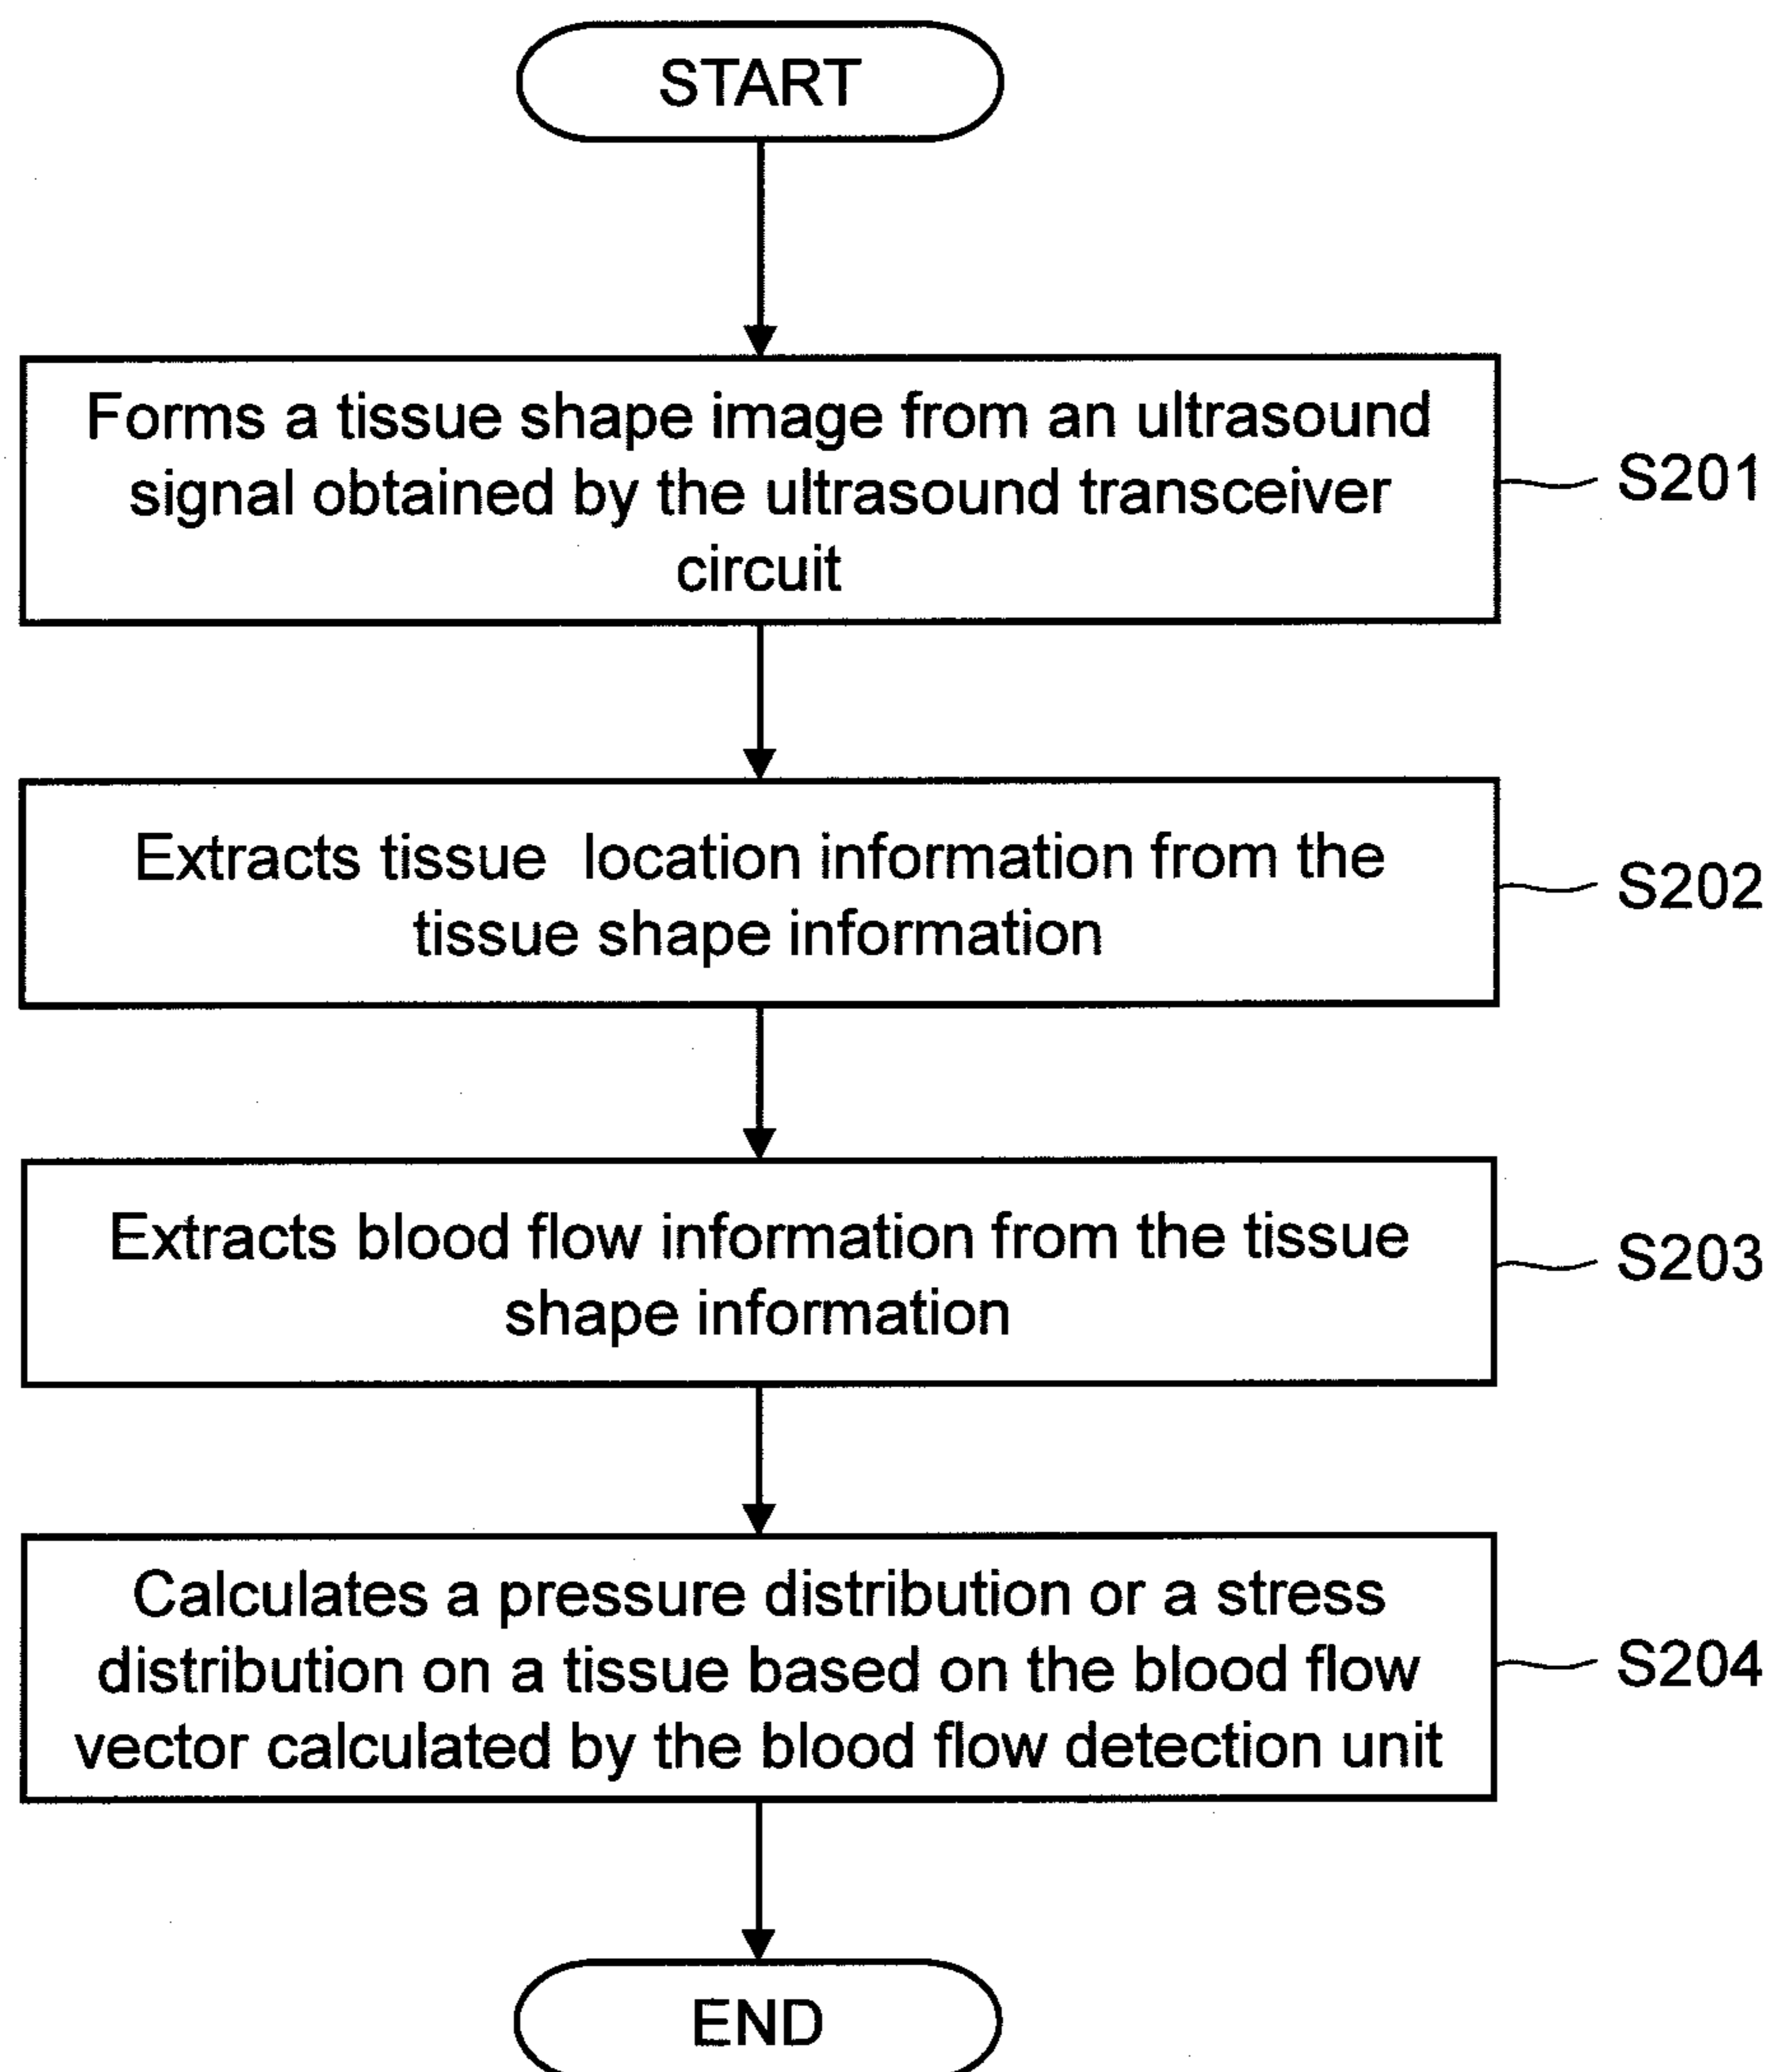 START
Forms a tissue shape image from an ultrasound
signal obtained by the ultrasound transceiver
circuit
S201
Extracts tissue location information from the
tissue shape information
S202
Extracts blood flow information from the tissue
shape information
S203
Calculates a pressure distribution or a stress
distribution on a tissue based on the blood flow
vector calculated by the blood flow detection unit
S204
END